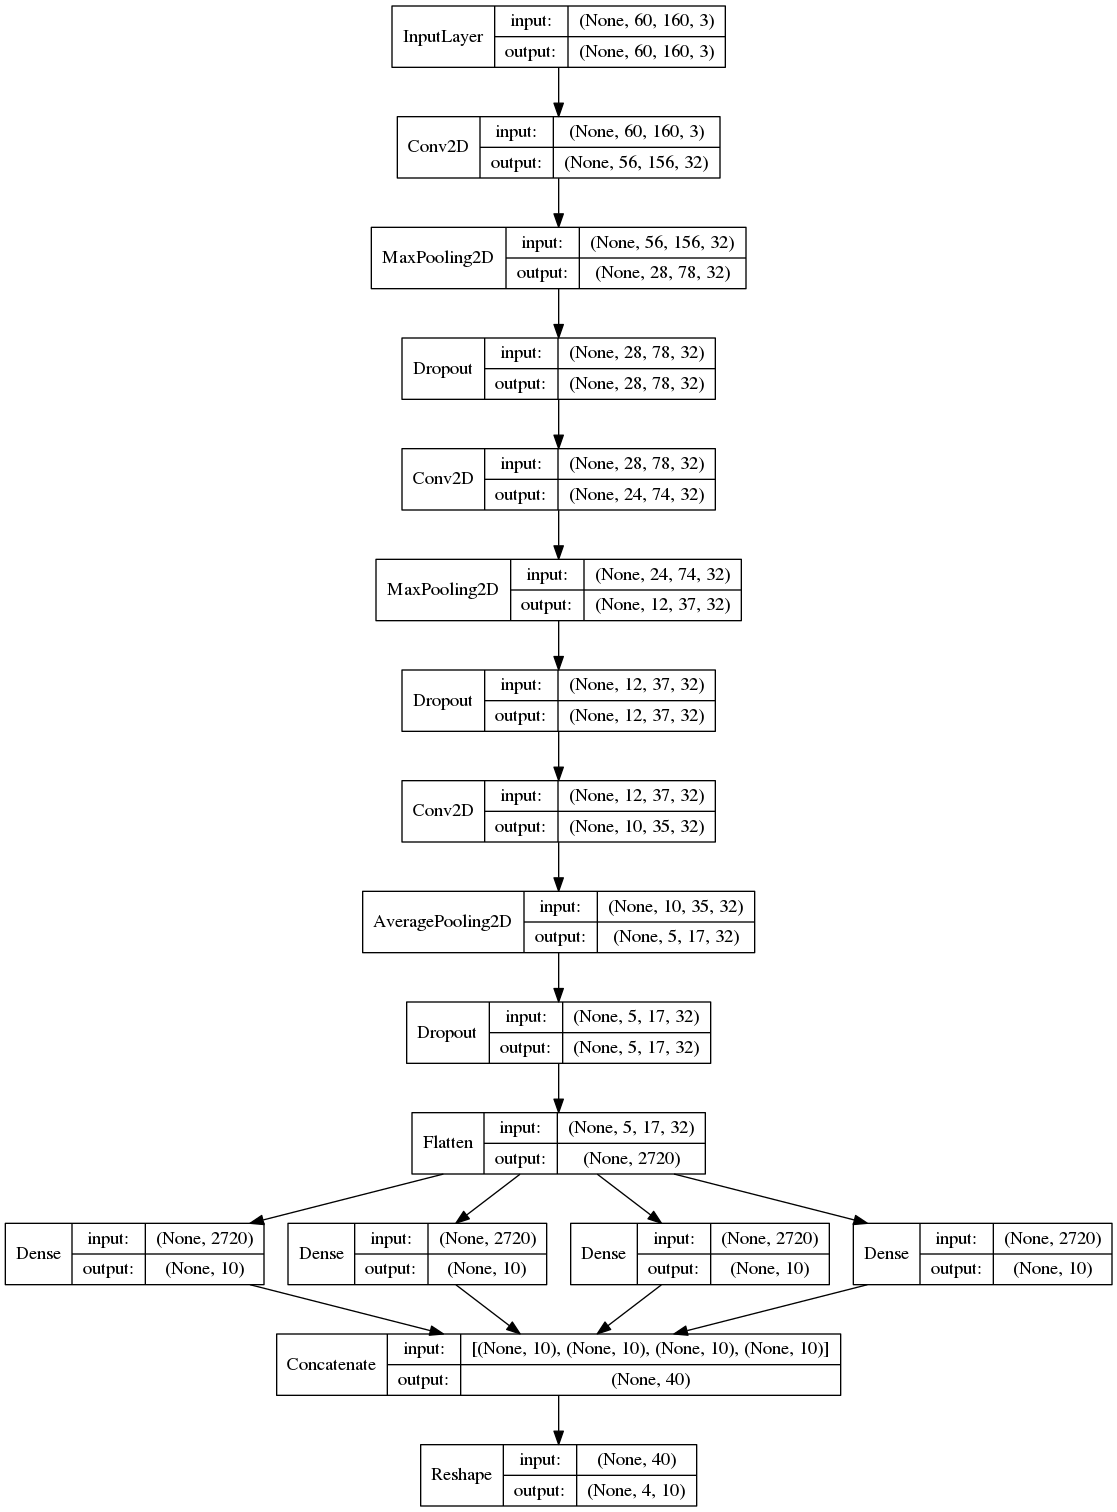 InputLayer
input: (None, 60, 160, 3)
output: (None, 60, 160, 3)
Conv2D
input: (None, 60, 160, 3)
output: (None, 56, 156, 32)
MaxPooling2D
input: (None, 56, 156, 32)
output: (None, 28, 78, 32)
Dropout
input: (None, 28, 78, 32)
output: (None, 28, 78, 32)
Conv2D
input: (None, 28, 78, 32)
output: (None, 24, 74, 32)
MaxPooling2D
input: (None, 24, 74, 32)
output: (None, 12, 37, 32)
Dropout
input: (None, 12, 37, 32)
output: (None, 12, 37, 32)
Conv2D
input: (None, 12, 37, 32)
output: (None, 10, 35, 32)
AveragePooling2D
input: (None, 10, 35, 32)
output: (None, 5, 17, 32)
Dropout
input: (None, 5, 17, 32)
output: (None, 5, 17, 32)
Flatten
input: (None, 5, 17, 32)
output: (None, 2720)
Dense
input: (None, 2720)
output: (None, 10)
Dense
input: (None, 2720)
output: (None, 10)
Dense
input: (None, 2720)
output: (None, 10)
Dense
input: (None, 2720)
output: (None, 10)
Concatenate
input: [(None, 10), (None, 10), (None, 10), (None, 10)]
output: (None, 40)
Reshape
input: (None, 40)
output: (None, 4, 10)